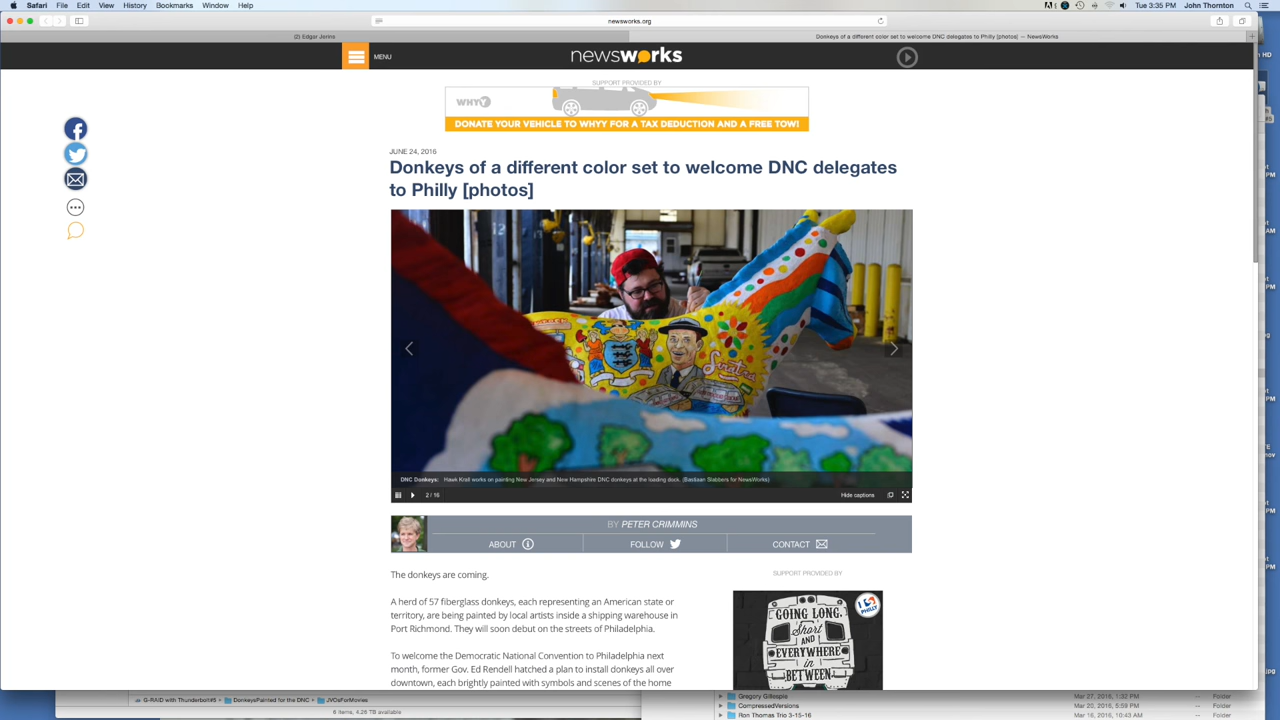 Safari File Edit View History Bookmarks Window Help
Tue 3:35 PM John Thornton
newsworks.org
(2) Edgar Jorins
Donkeys of a different color set to welcome DNC delegates to Philly [photos] — NewsWorks
MENU
newsworks
SUPPORT PROVIDED BY
WHYY
DONATE YOUR VEHICLE TO WHYY FOR A TAX DEDUCTION AND A FREE TOW!
JUNE 24, 2016
Donkeys of a different color set to welcome DNC delegates
to Philly [photos]
Sinatra
DNC Donkeys: Hawk Krall works on painting New Jersey and New Hampshire DNC donkeys at the loading dock. (Bastiaan Slabbers for NewsWorks)
2 / 16
Hide captions
BY PETER CRIMMINS
ABOUT
FOLLOW
CONTACT
The donkeys are coming.
SUPPORT PROVIDED BY
A herd of 57 fiberglass donkeys, each representing an American state or
territory, are being painted by local artists inside a shipping warehouse in
Port Richmond. They will soon debut on the streets of Philadelphia.
To welcome the Democratic National Convention to Philadelphia next
month, former Gov. Ed Rendell hatched a plan to install donkeys all over
downtown, each brightly painted with symbols and scenes of the home
GOING LONG,
Short
AND
EVERYWHERE
in
BETWEEN
PHILLY
G-RAID with Thunderbolt#5 DonkeysPainted for the DNC JVCaForMovies
6 items, 4.26 TB available
Gregory Gillespie Mar 27, 2016, 1:32 PM -- Folder
CompressedVersions Mar 20, 2016, 5:59 PM -- Folder
Ron Thomas Trio 3-15-16 Mar 16, 2016, 10:43 AM -- Folder